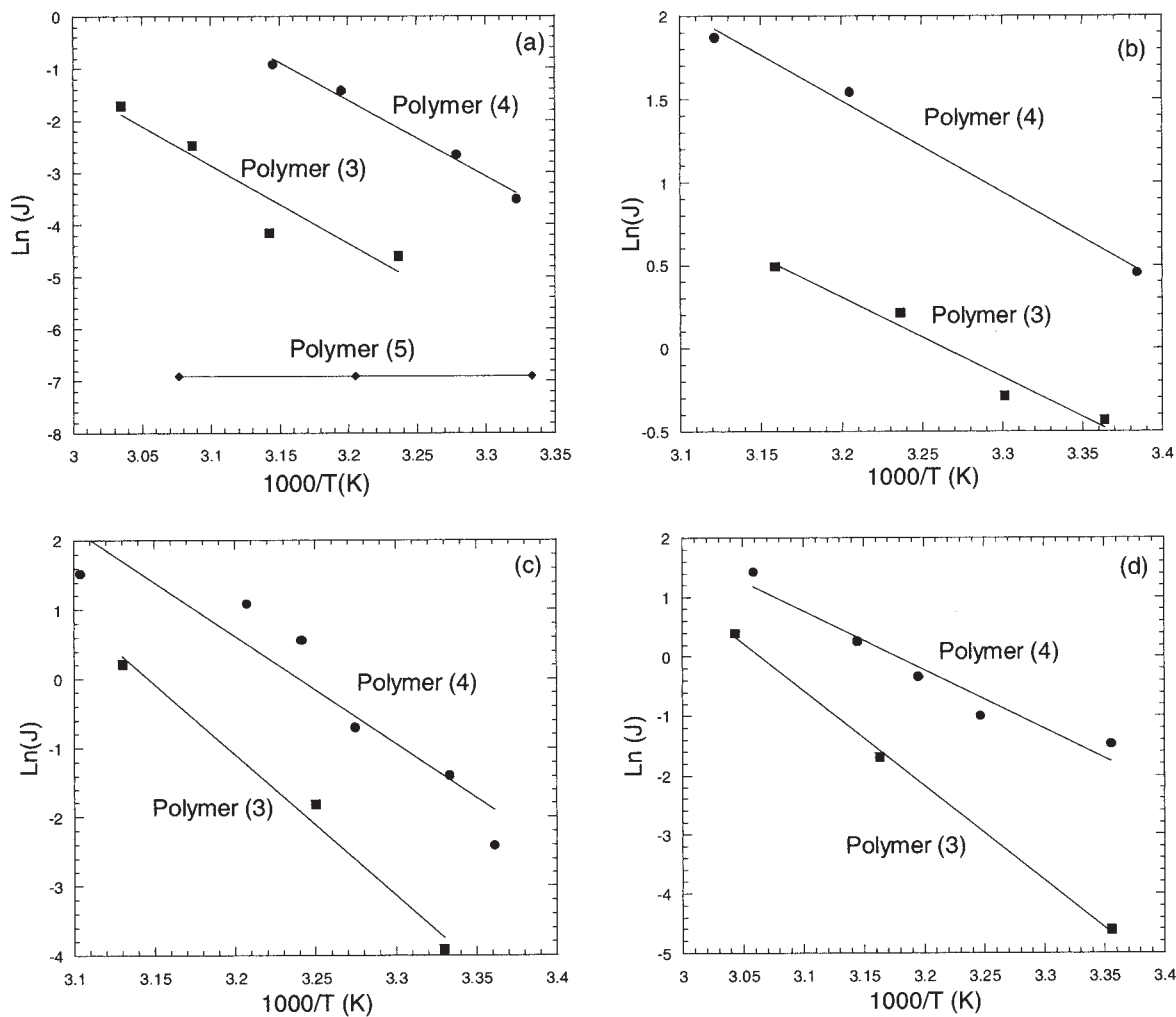 (a)
0
-1
-2
-3
-4
-5
-6
-7
-8
Ln (J)
Polymer (4)
Polymer (3)
Polymer (5)
3 3.05 3.1 3.15 3.2 3.25 3.3 3.35
1000/T(K)
(b)
2
1.5
1
0.5
0
-0.5
Ln(J)
Polymer (4)
Polymer (3)
3.1 3.15 3.2 3.25 3.3 3.35 3.4
1000/T (K)
(c)
2
1
0
-1
-2
-3
-4
Ln(J)
Polymer (4)
Polymer (3)
3.1 3.15 3.2 3.25 3.3 3.35 3.4
1000/T (K)
(d)
2
1
0
-1
-2
-3
-4
-5
Ln (J)
Polymer (4)
Polymer (3)
3 3.05 3.1 3.15 3.2 3.25 3.3 3.35 3.4
1000/T (K)